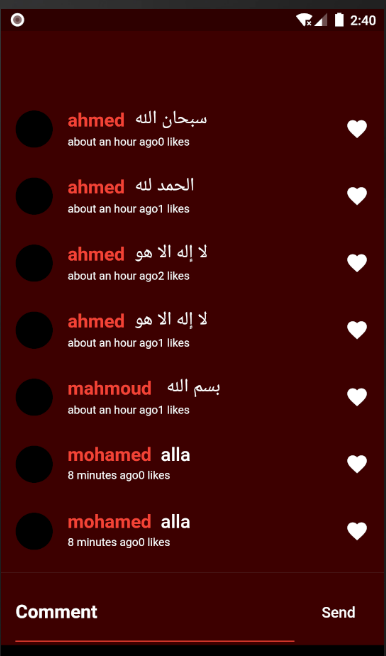 2:40
ahmed سبحان الله
about an hour ago0 likes
ahmed الحمد لله
about an hour ago1 likes
ahmed لا إله الا هو
about an hour ago2 likes
ahmed لا إله الا هو
about an hour ago1 likes
mahmoud بسم الله
about an hour ago1 likes
mohamed alla
8 minutes ago0 likes
mohamed alla
8 minutes ago0 likes
Comment Send